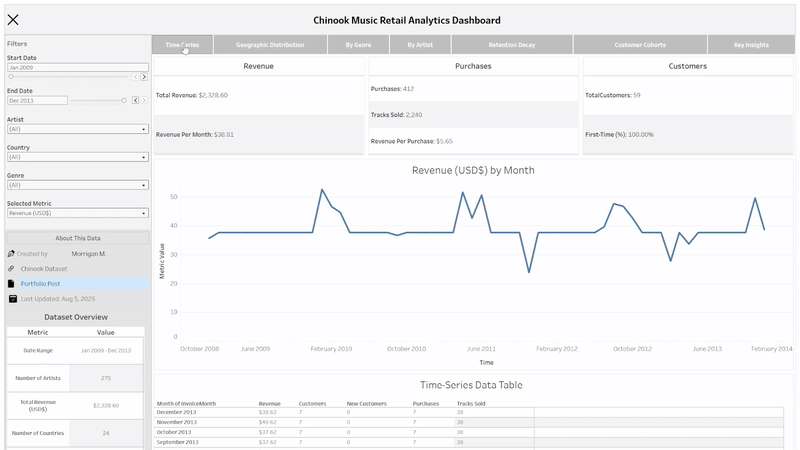 Chinook Music Retail Analytics Dashboard
Filters
Start Date
Jan 2009
End Date
Dec 2013
Artist
(All)
Country
(All)
Genre
(All)
Selected Metric
Revenue (USD$)
About This Data
Created by Morrigan M.
Chinook Dataset
Portfolio Post
Last Updated: Aug 5, 2025
Dataset Overview
Metric Value
Date Range Jan 2009 - Dec 2013
Number of Artists 275
Total Revenue (USD$) $2,328.60
Number of Countries 24
Time-Series Geographic Distribution By Genre By Artist Retention Decay Customer Cohorts Key Insights
Revenue
Total Revenue: $2,328.60
Revenue Per Month: $38.81
Purchases
Purchases: 412
Tracks Sold: 2,240
Revenue Per Purchase: $5.65
Customers
TotalCustomers: 59
First-Time (%): 100.00%
Revenue (USD$) by Month
Metric Value
50
40
30
20
10
0
October 2008 June 2009 February 2010 October 2010 June 2011 February 2012 October 2012 June 2013 February 2014
Time
Time-Series Data Table
Month of InvoiceMonth Revenue Customers New Customers Purchases Tracks Sold
December 2013 $38.62 7 0 7 38
November 2013 $49.62 7 0 7 38
October 2013 $37.62 7 0 7 38
September 2013 $37.62 7 0 7 38